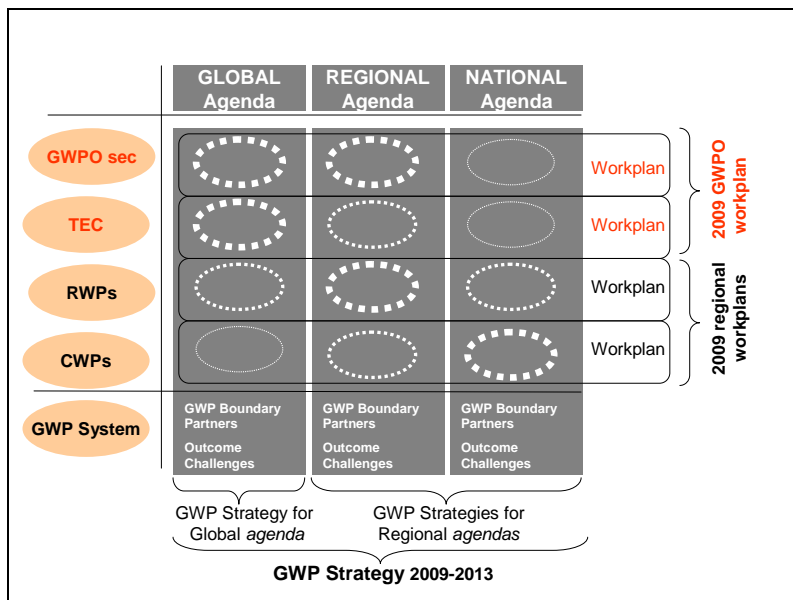 GLOBAL
Agenda
REGIONAL
Agenda
NATIONAL
Agenda
GWPO sec
Workplan
TEC
Workplan
2009 GWPO
workplan
RWPs
Workplan
CWPs
Workplan
2009 regional
workplans
GWP System
GWP Boundary
Partners
Outcome
Challenges
GWP Boundary
Partners
Outcome
Challenges
GWP Boundary
Partners
Outcome
Challenges
GWP Strategy for
Global agenda
GWP Strategies for
Regional agendas
GWP Strategy 2009-2013